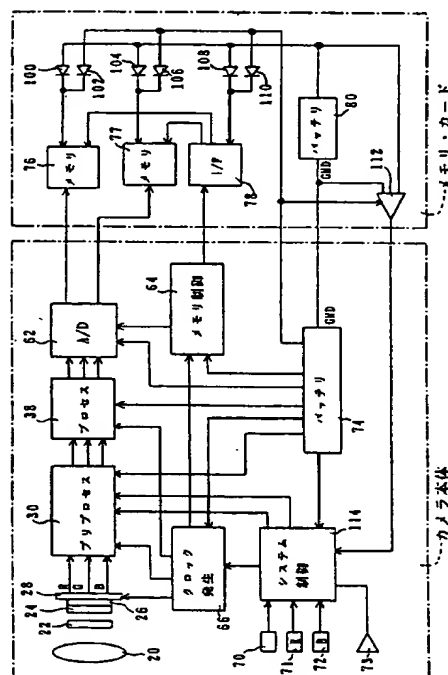 100
102
104
106
108
110
76
メモリ
77
メモリ
I/F
78
バッテリ
80
GND
112
メモリ・カード
62
A/D
64
メモリ制御
38
プロセス
30
プリプロセス
GND
バッテリ
74
28
24
22
20
26
R
G
B
クロック
発生
66
システム
制御
114
70
71
72
B
73
カメラ本体